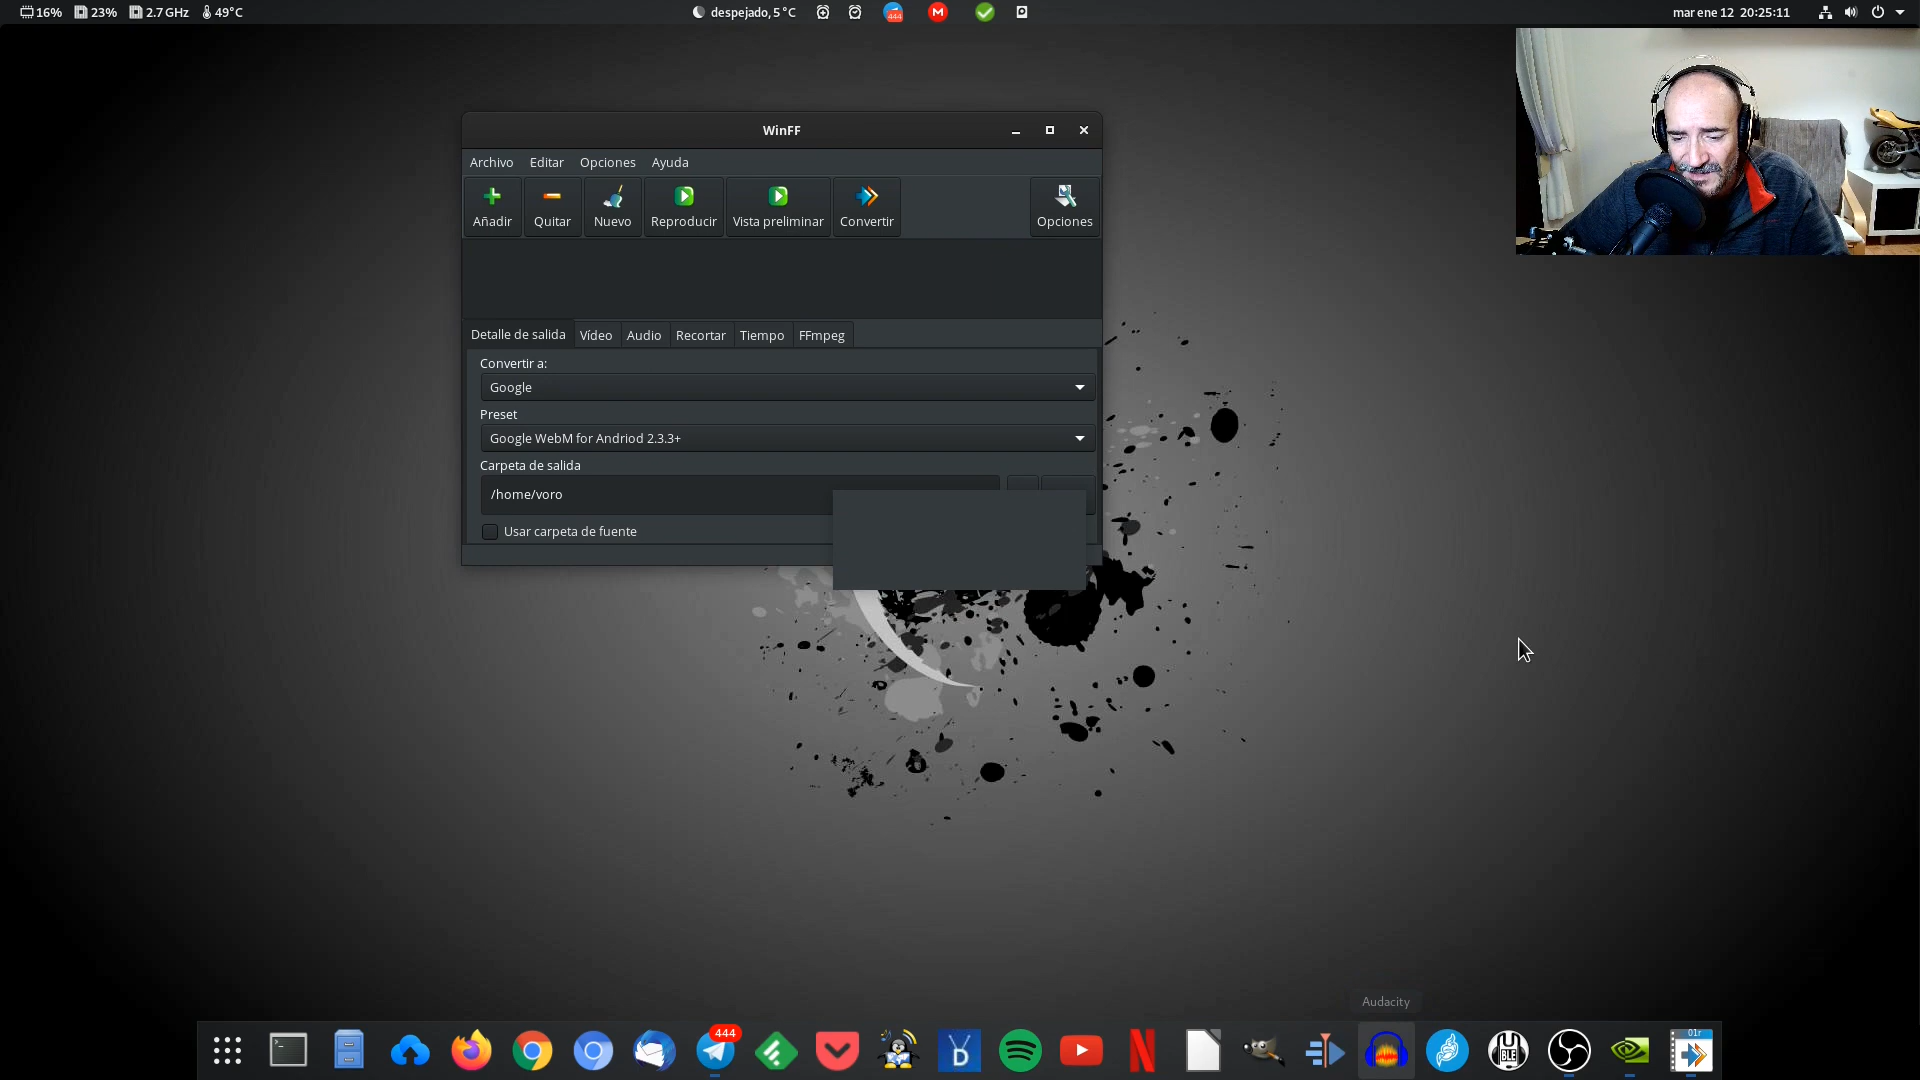 16% 23% 2.7 GHz 49°C despejado, 5 °C 444 M mar ene 12 20:25:11
WinFF
Archivo Editar Opciones Ayuda
Añadir Quitar Nuevo Reproducir Vista preliminar Convertir Opciones
Detalle de salida Vídeo Audio Recortar Tiempo FFmpeg
Convertir a:
Google
Preset
Google WebM for Andriod 2.3.3+
Carpeta de salida
/home/voro
Usar carpeta de fuente
Audacity
444
D
N
BLE
01r